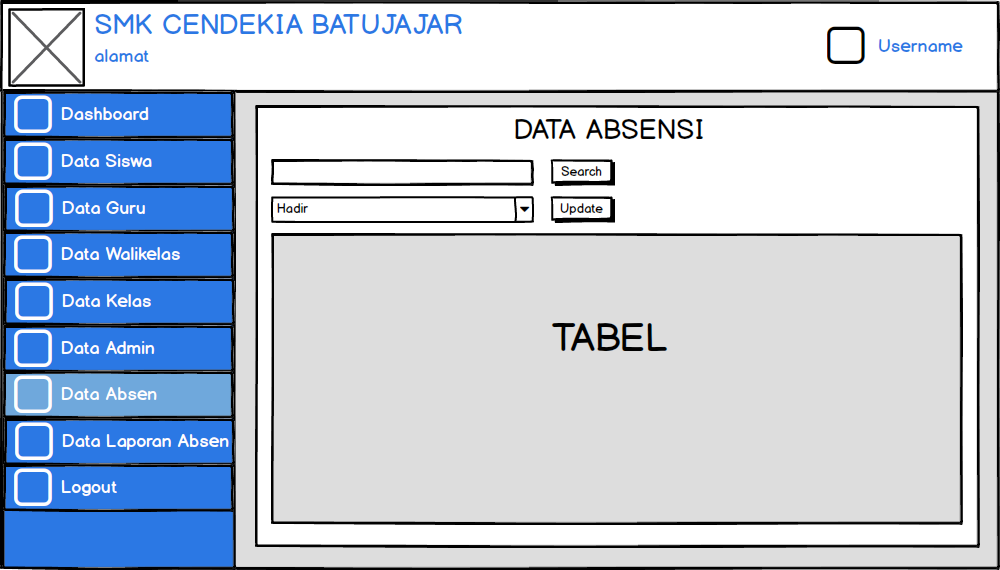 SMK CENDEKIA BATUJAJAR
alamat
Username
Dashboard
Data Siswa
Data Guru
Data Walikelas
Data Kelas
Data Admin
Data Absen
Data Laporan Absen
Logout
DATA ABSENSI
Search
Hadir
Update
TABEL